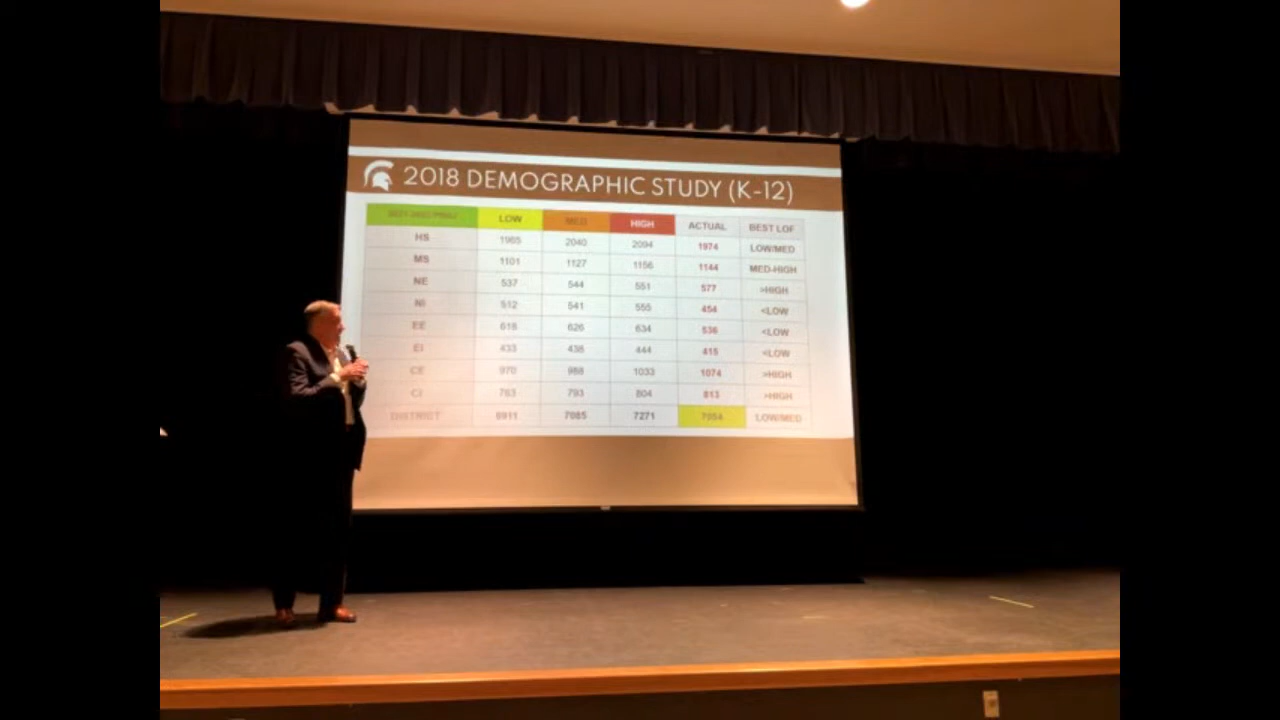 2018 DEMOGRAPHIC STUDY (K-12)
LOW MED HIGH ACTUAL BEST LOF
HS 2040 2094 1974 LOW/MED
MS 1101 1127 1156 1144 MED-HIGH
NE 537 544 551 577 >HIGH
NI 512 541 555 454 <LOW
EE 618 626 634 536 <LOW
EI 433 438 444 415 <LOW
CE 970 988 1033 1074 >HIGH
CI 763 793 804 813 >HIGH
DISTRICT 6911 7085 7271 7054 LOW/MED